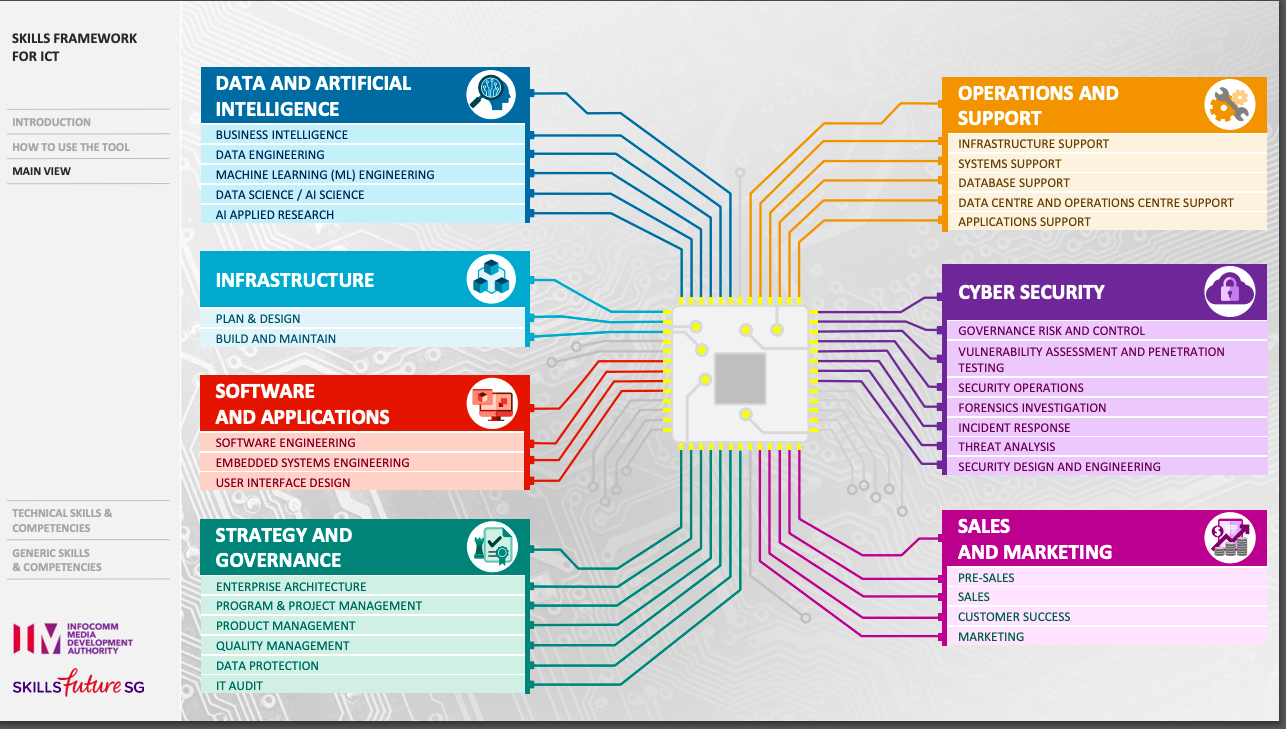 SKILLS FRAMEWORK
FOR ICT
INTRODUCTION
HOW TO USE THE TOOL
MAIN VIEW
TECHNICAL SKILLS &
COMPETENCIES
GENERIC SKILLS
& COMPETENCIES
INFOCOMM
MEDIA
DEVELOPMENT
AUTHORITY
SKILLSfuture SG
DATA AND ARTIFICIAL
INTELLIGENCE
BUSINESS INTELLIGENCE
DATA ENGINEERING
MACHINE LEARNING (ML) ENGINEERING
DATA SCIENCE / AI SCIENCE
AI APPLIED RESEARCH
INFRASTRUCTURE
PLAN & DESIGN
BUILD AND MAINTAIN
SOFTWARE
AND APPLICATIONS
SOFTWARE ENGINEERING
EMBEDDED SYSTEMS ENGINEERING
USER INTERFACE DESIGN
STRATEGY AND
GOVERNANCE
ENTERPRISE ARCHITECTURE
PROGRAM & PROJECT MANAGEMENT
PRODUCT MANAGEMENT
QUALITY MANAGEMENT
DATA PROTECTION
IT AUDIT
OPERATIONS AND
SUPPORT
INFRASTRUCTURE SUPPORT
SYSTEMS SUPPORT
DATABASE SUPPORT
DATA CENTRE AND OPERATIONS CENTRE SUPPORT
APPLICATIONS SUPPORT
CYBER SECURITY
GOVERNANCE RISK AND CONTROL
VULNERABILITY ASSESSMENT AND PENETRATION
TESTING
SECURITY OPERATIONS
FORENSICS INVESTIGATION
INCIDENT RESPONSE
THREAT ANALYSIS
SECURITY DESIGN AND ENGINEERING
SALES
AND MARKETING
PRE-SALES
SALES
CUSTOMER SUCCESS
MARKETING